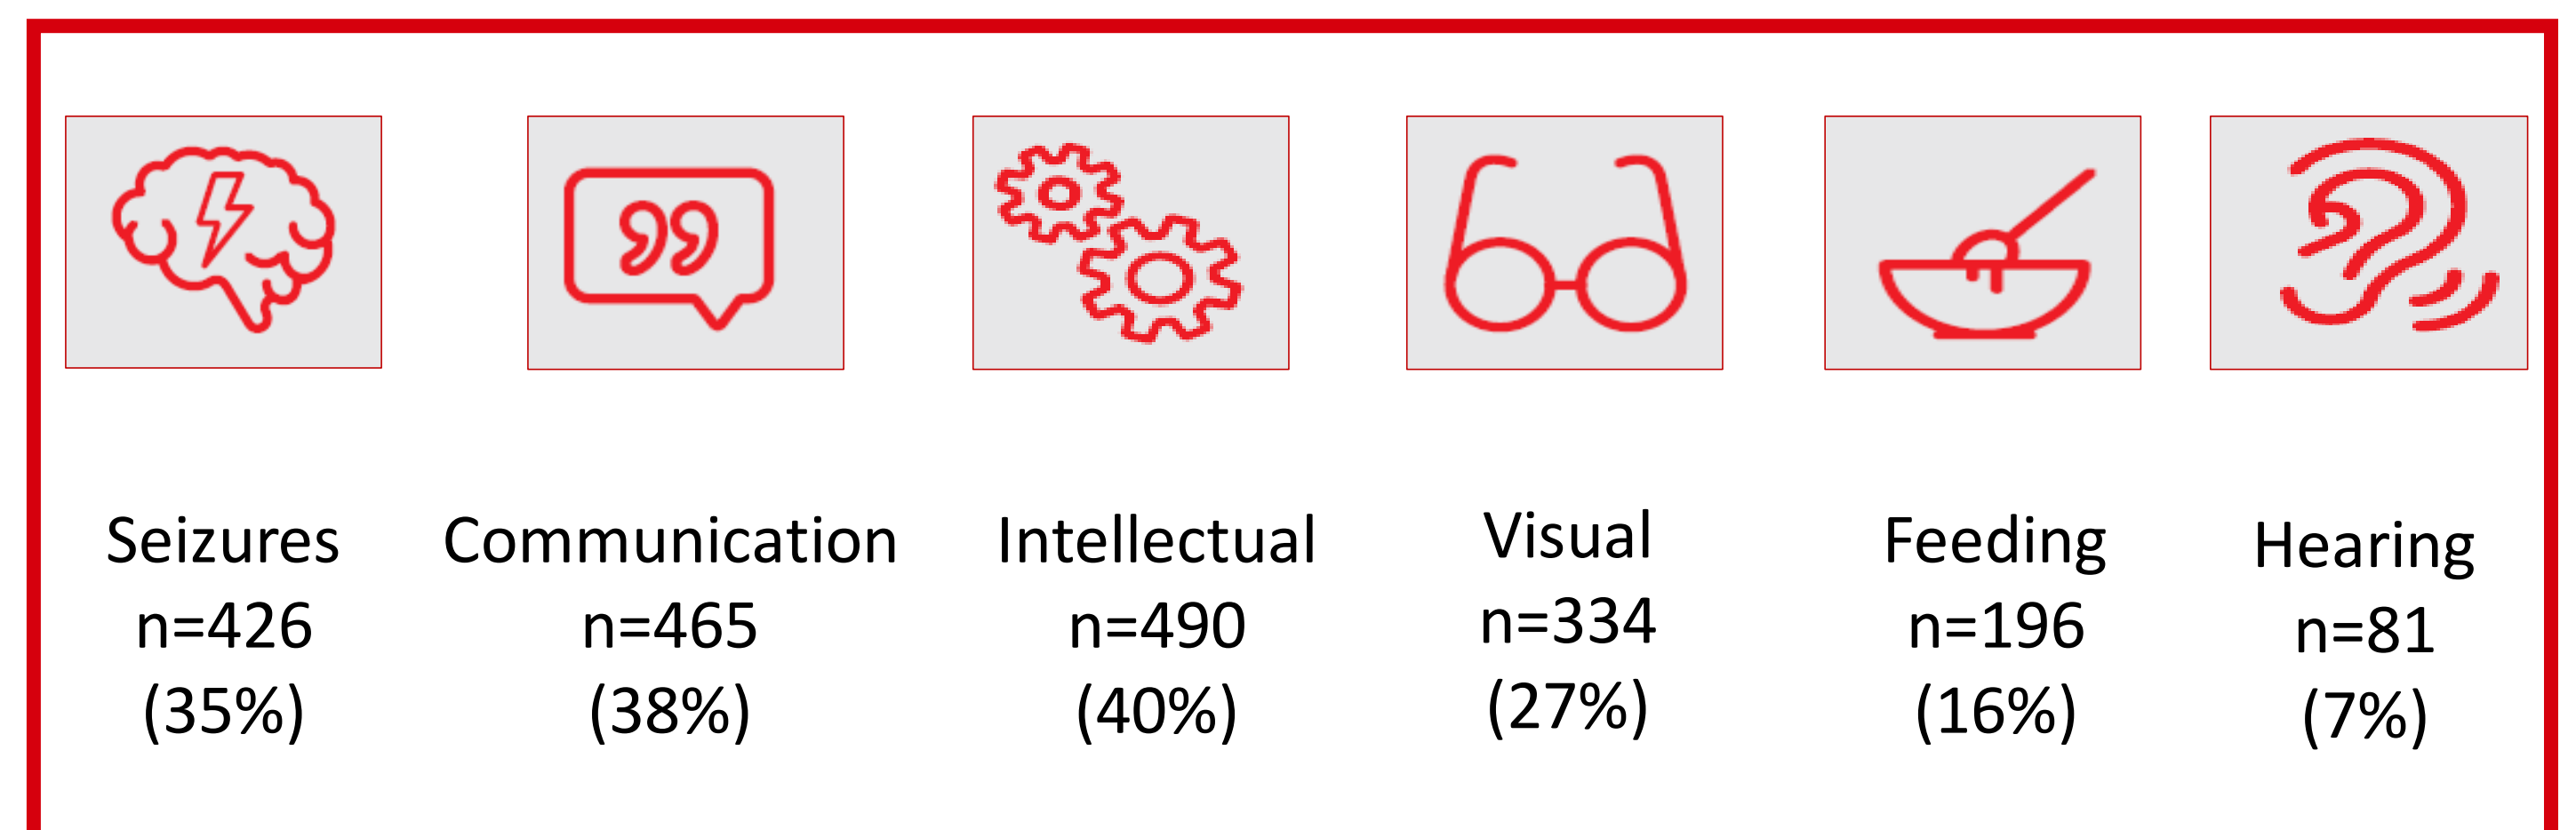 Seizures
n=426
(35%)
Communication
n=465
(38%)
Intellectual
n=490
(40%)
Visual
n=334
(27%)
Feeding
n=196
(16%)
Hearing
n=81
(7%)